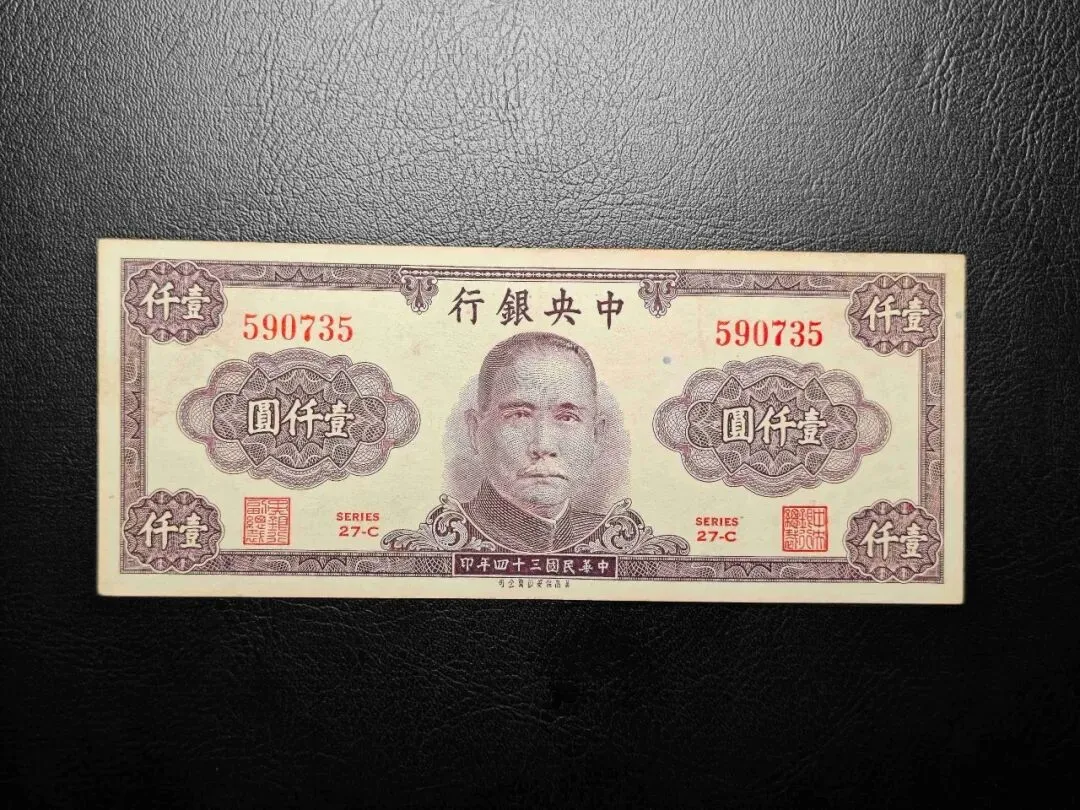 壹仟
壹仟
中央銀行
590735
590735
壹仟圓
壹仟圓
SERIES
27-C
SERIES
27-C
壹仟
壹仟
中華民國三十四年印